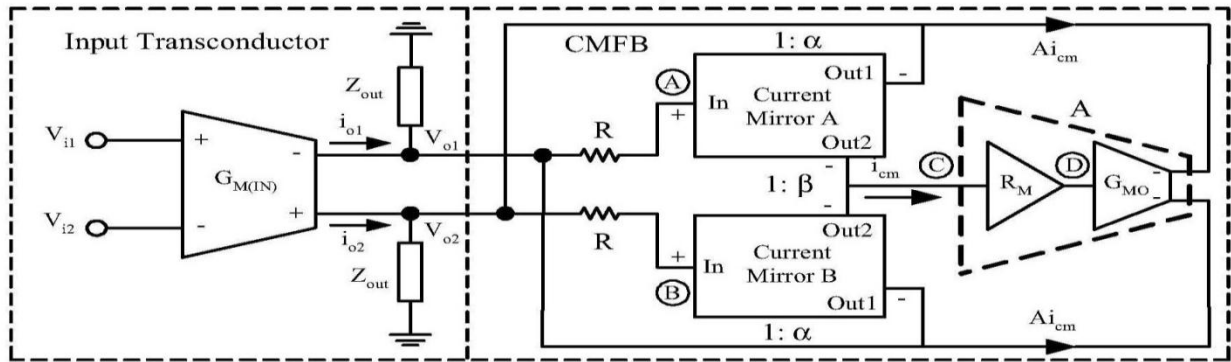 Input Transconductor
CMFB
1: α
Ai_cm
Z_out
Out1
-
A
In
Current
Mirror A
+
Out2
-
A
V_i1
+
i_o1
V_o1
R
-
G_M(IN)
1: β
i_cm
C
R_M
D
G_MO
-
-
V_i2
-
+
i_o2
V_o2
R
-
Out2
+
In
Current
Mirror B
B
Z_out
Out1
-
1: α
Ai_cm